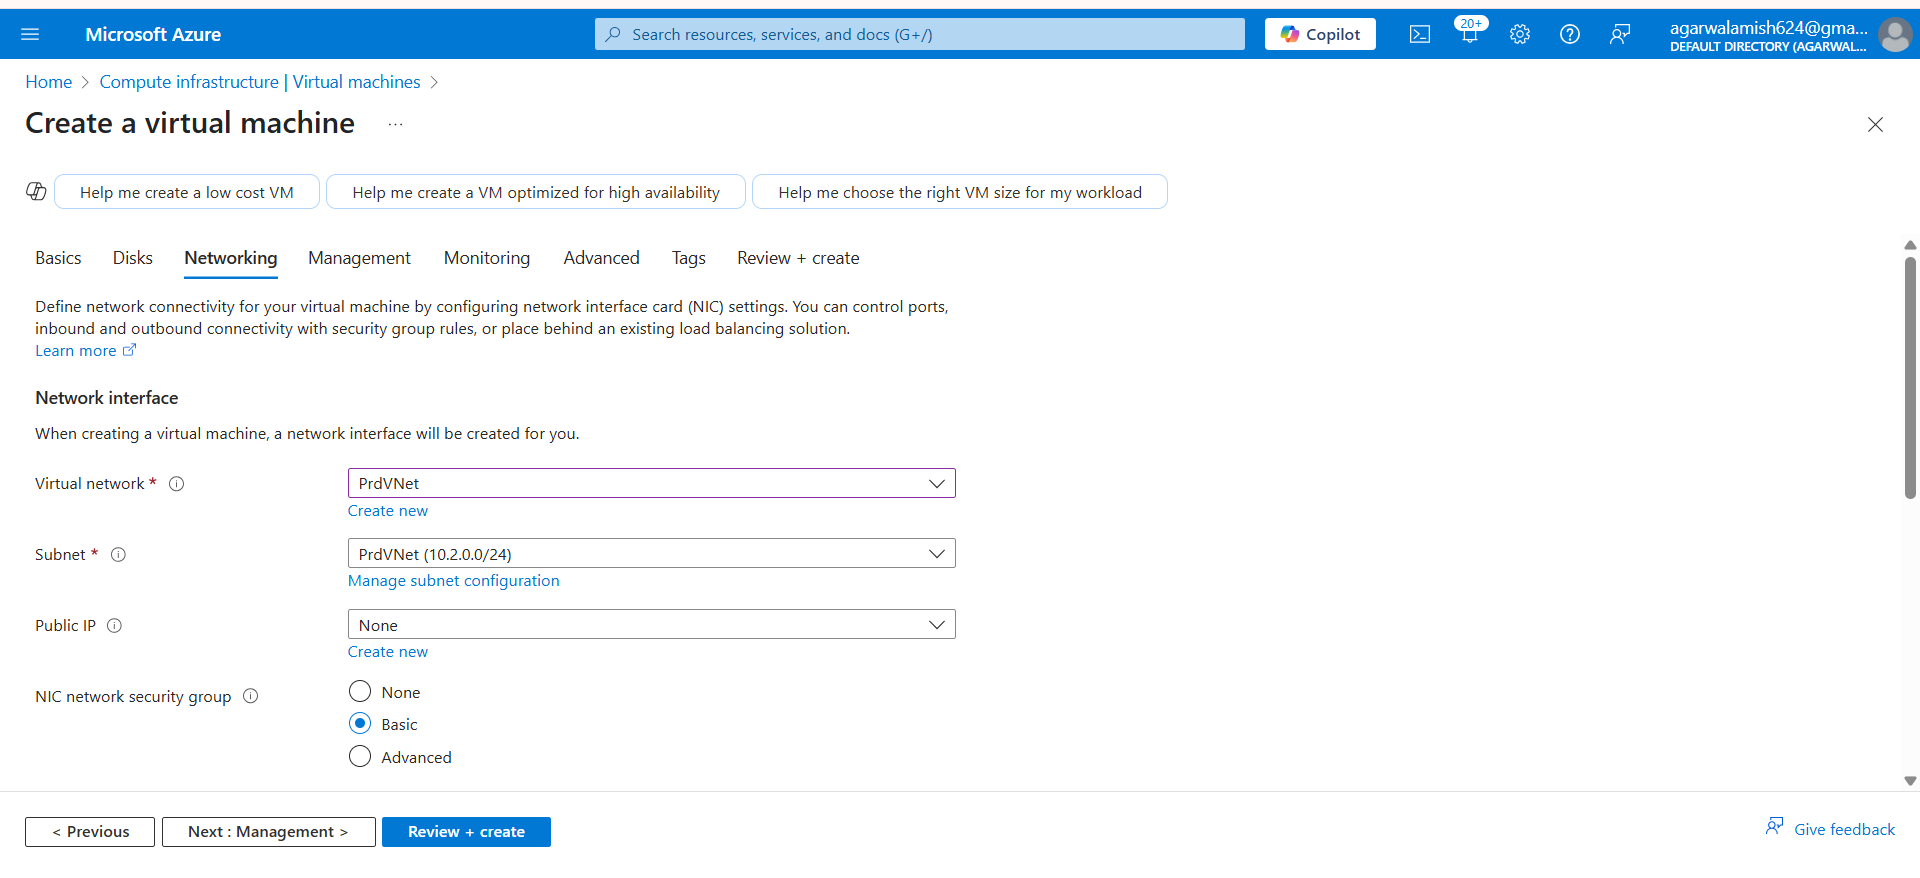 Microsoft Azure
Search resources, services, and docs (G+/)
Copilot
20+
agarwalamish624@gma...
DEFAULT DIRECTORY (AGARWAL...
Home > Compute infrastructure | Virtual machines >
Create a virtual machine ...
Help me create a low cost VM
Help me create a VM optimized for high availability
Help me choose the right VM size for my workload
Basics Disks Networking Management Monitoring Advanced Tags Review + create
Define network connectivity for your virtual machine by configuring network interface card (NIC) settings. You can control ports,
inbound and outbound connectivity with security group rules, or place behind an existing load balancing solution.
Learn more
Network interface
When creating a virtual machine, a network interface will be created for you.
Virtual network * PrdVNet
Create new
Subnet * PrdVNet (10.2.0.0/24)
Manage subnet configuration
Public IP None
Create new
NIC network security group None
Basic
Advanced
< Previous Next : Management > Review + create
Give feedback